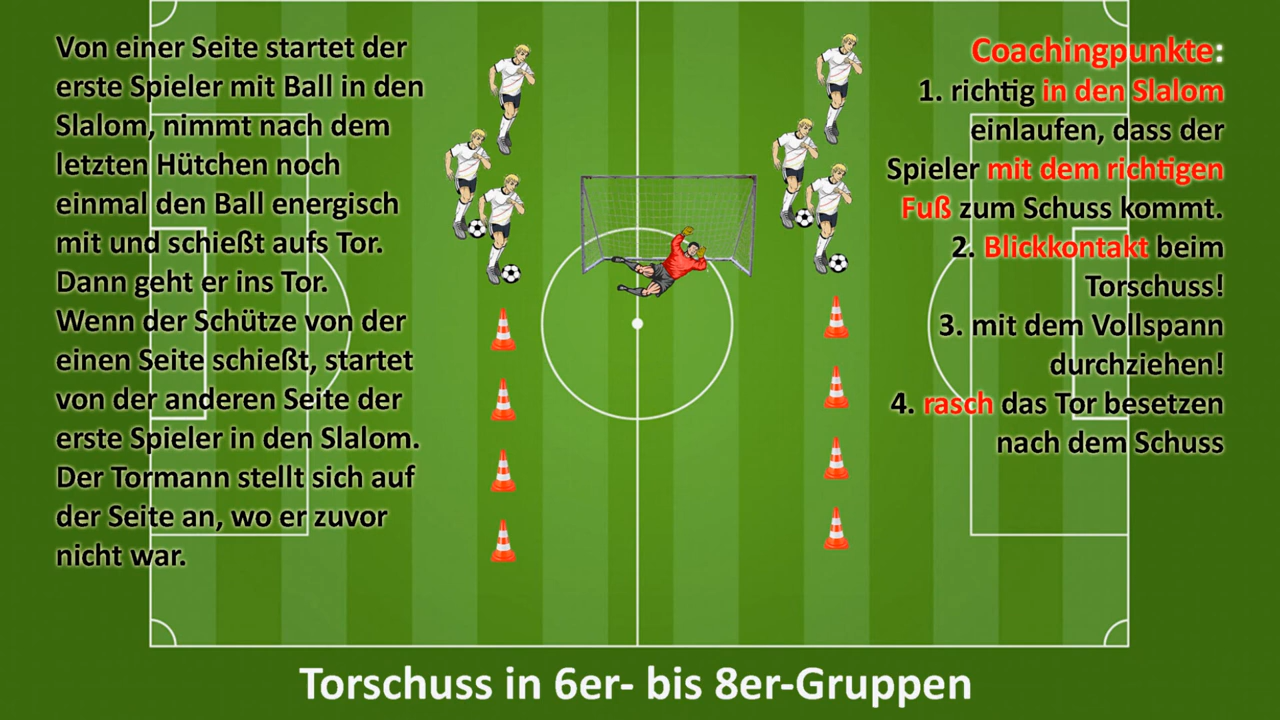 Von einer Seite startet der
erste Spieler mit Ball in den
Slalom, nimmt nach dem
letzten Hütchen noch
einmal den Ball energisch
mit und schießt aufs Tor.
Dann geht er ins Tor.
Wenn der Schütze von der
einen Seite schießt, startet
von der anderen Seite der
erste Spieler in den Slalom.
Der Tormann stellt sich auf
der Seite an, wo er zuvor
nicht war.
Coachingpunkte:
1. richtig in den Slalom
einlaufen, dass der
Spieler mit dem richtigen
Fuß zum Schuss kommt.
2. Blickkontakt beim
Torschuss!
3. mit dem Vollspann
durchziehen!
4. rasch das Tor besetzen
nach dem Schuss
Torschuss in 6er- bis 8er-Gruppen